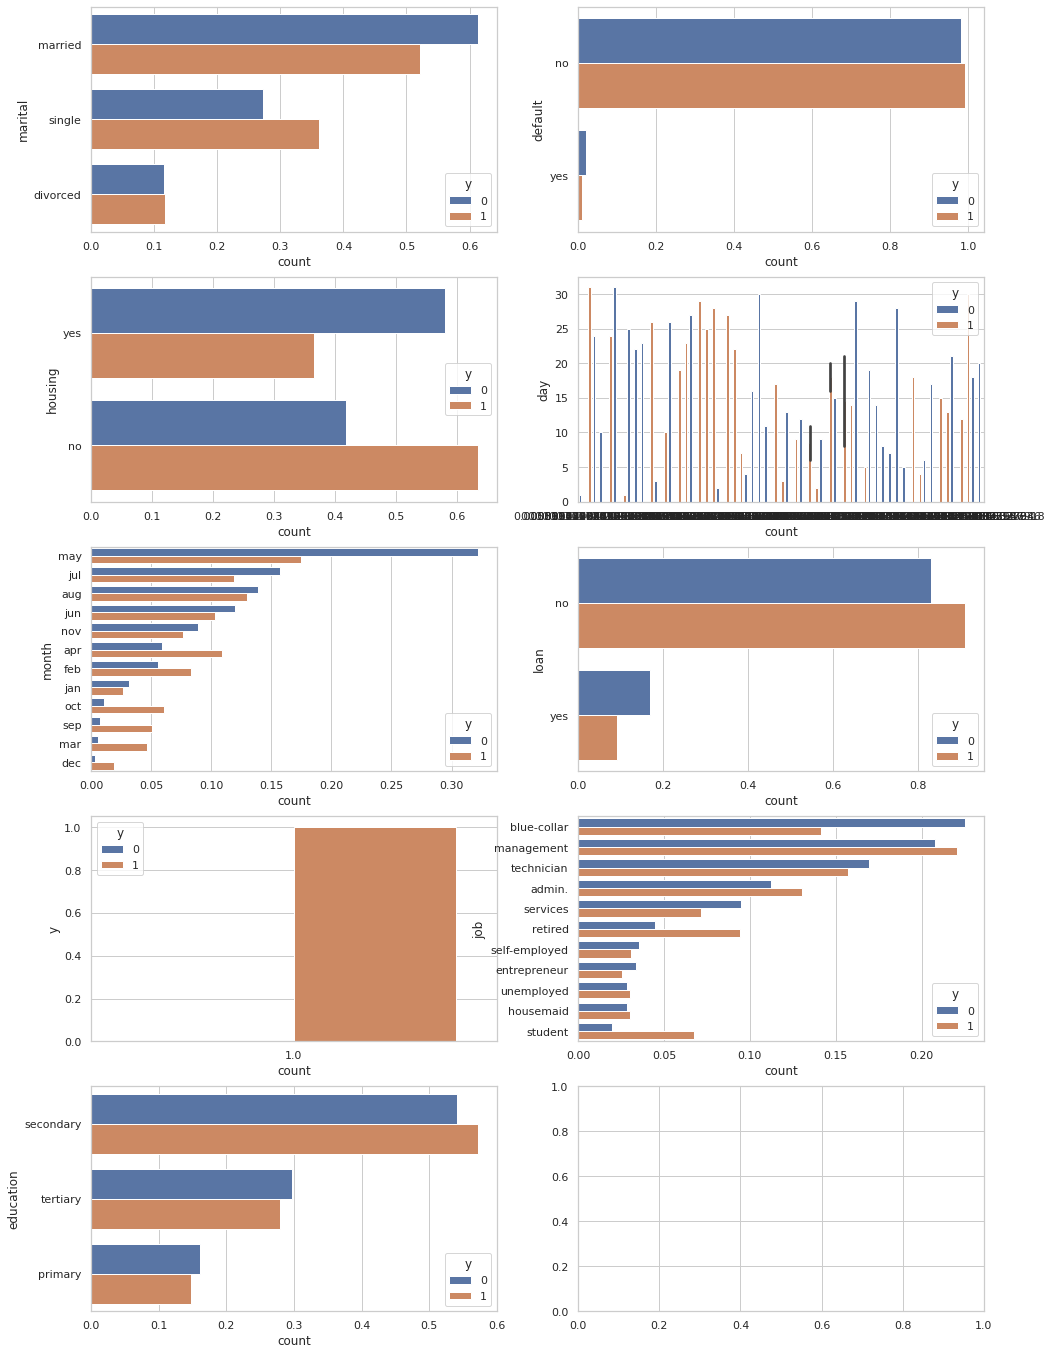 married
single
divorced
marital
0.0 0.1 0.2 0.3 0.4 0.5 0.6
count
y
0
1
no
yes
default
0.0 0.2 0.4 0.6 0.8 1.0
count
y
0
1
yes
no
housing
0.0 0.1 0.2 0.3 0.4 0.5 0.6
count
y
0
1
30
25
20
15
10
5
0
day
count
y
0
1
may
jul
aug
jun
nov
apr
feb
jan
oct
sep
mar
dec
month
0.00 0.05 0.10 0.15 0.20 0.25 0.30
count
y
0
1
no
yes
loan
0.0 0.2 0.4 0.6 0.8
count
y
0
1
1.0
0.8
0.6
0.4
0.2
0.0
y
1.0
count
y
0
1
blue-collar
management
technician
admin.
services
retired
self-employed
entrepreneur
unemployed
housemaid
student
job
0.00 0.05 0.10 0.15 0.20
count
y
0
1
secondary
tertiary
primary
education
0.0 0.1 0.2 0.3 0.4 0.5 0.6
count
y
0
1
1.0
0.8
0.6
0.4
0.2
0.0
0.0 0.2 0.4 0.6 0.8 1.0